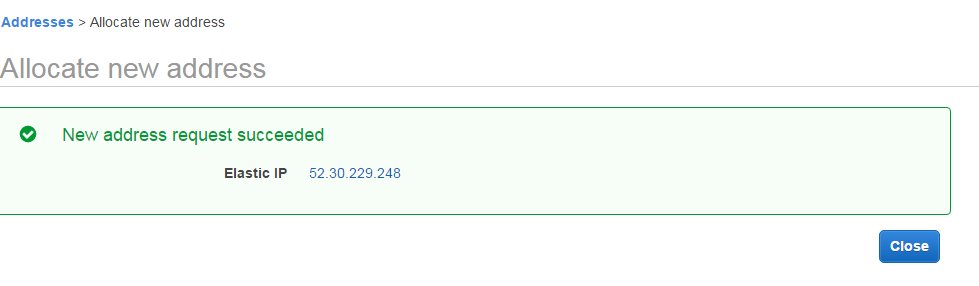 Addresses > Allocate new address
Allocate new address
New address request succeeded
Elastic IP 52.30.229.248
Close